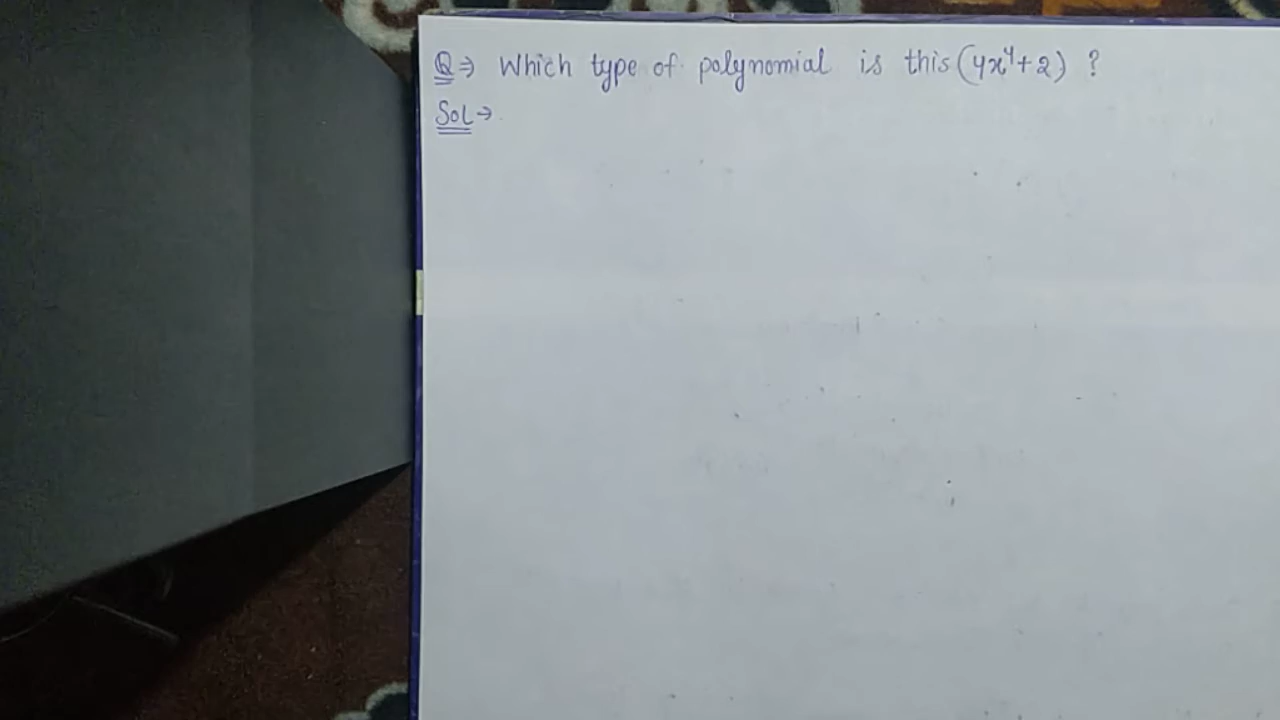 Q⇒ Which type of polynomial is this (4x⁴+2) ?
Sol→